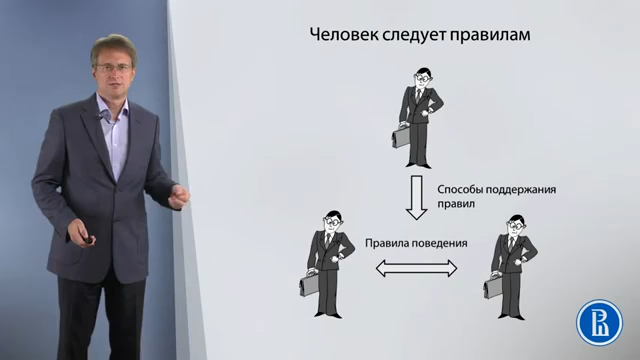 Человек следует правилам
Способы поддержания
правил
Правила поведения